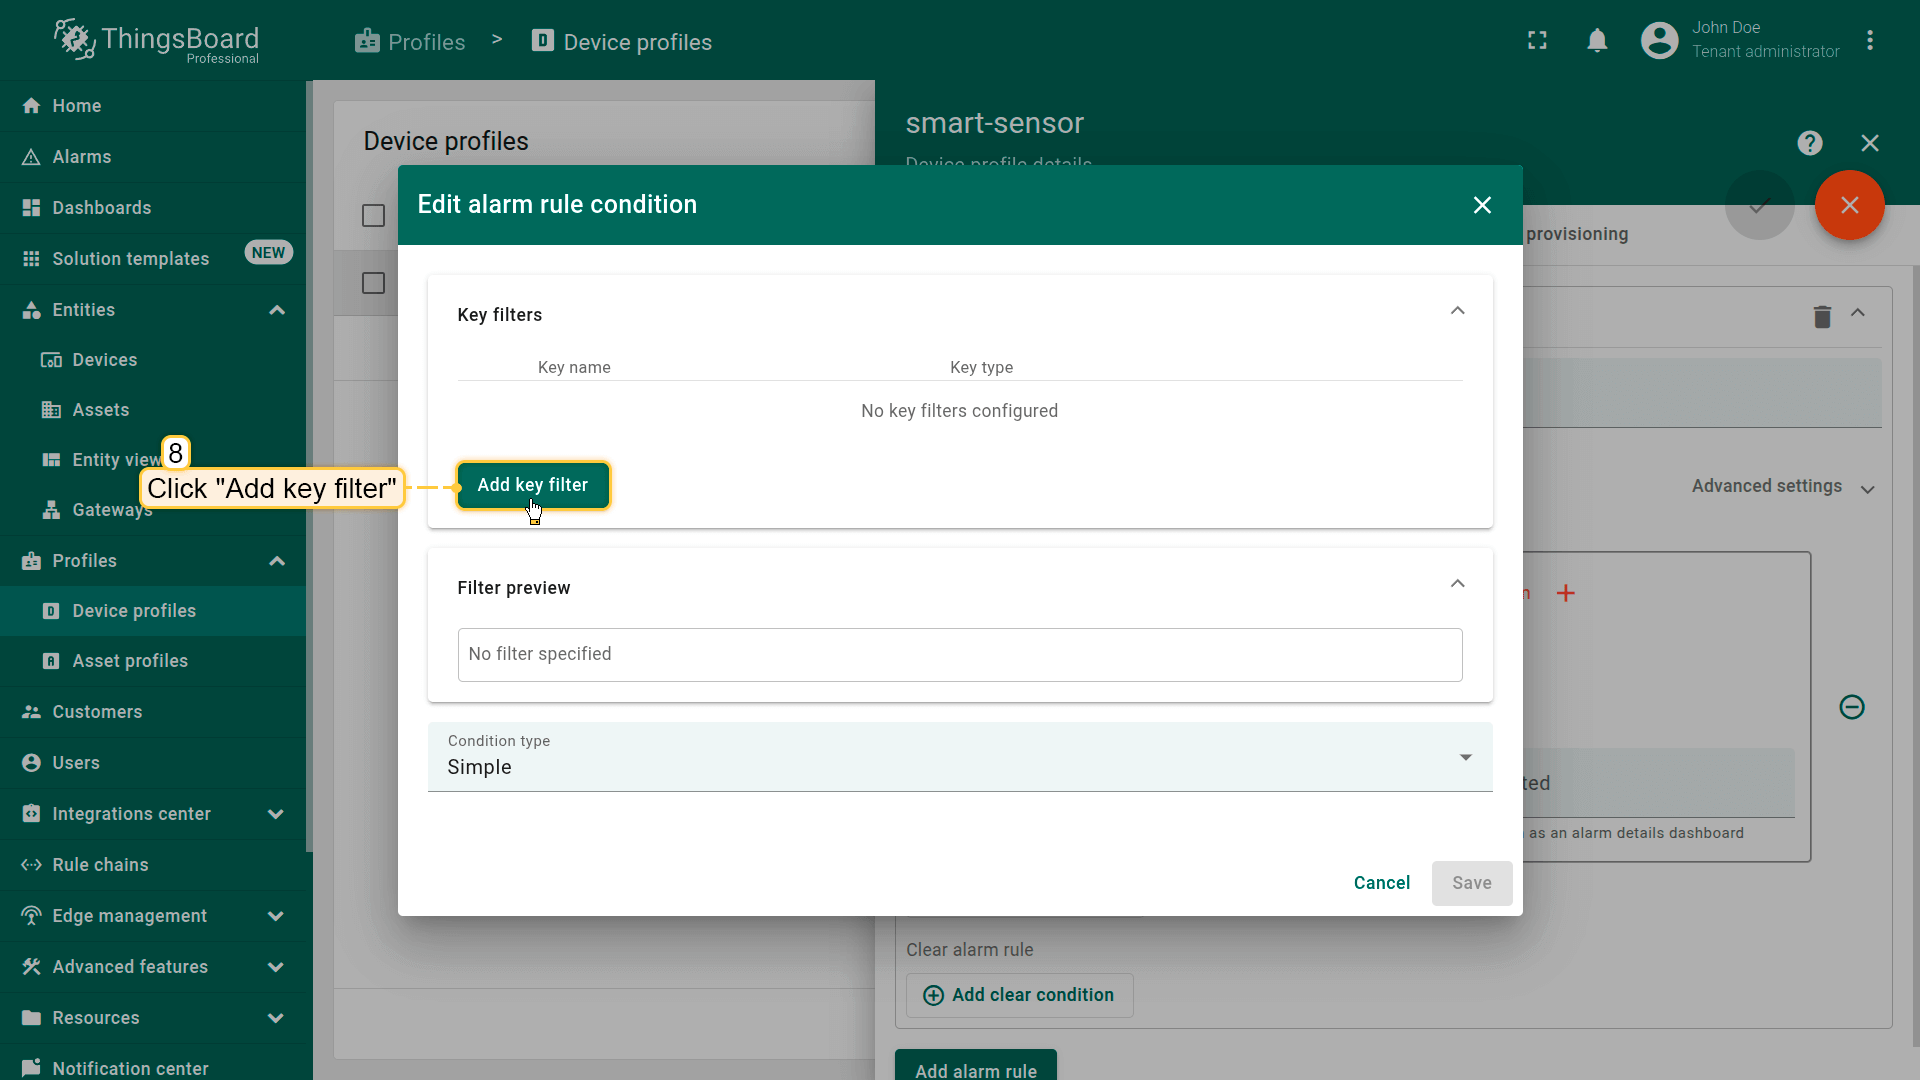 ThingsBoard
Professional
Profiles > Device profiles
John Doe
Tenant administrator
Home
Alarms
Dashboards
Solution templates NEW
Entities
Devices
Assets
Entity view
Gateways
Profiles
Device profiles
Asset profiles
Customers
Users
Integrations center
Rule chains
Edge management
Advanced features
Resources
Notification center
8
Click "Add key filter"
Device profiles
smart-sensor
Device profile details
provisioning
Edit alarm rule condition
Key filters
Key name Key type
No key filters configured
Add key filter
Filter preview
No filter specified
Condition type
Simple
Cancel Save
Advanced settings
as an alarm details dashboard
Clear alarm rule
Add clear condition
Add alarm rule